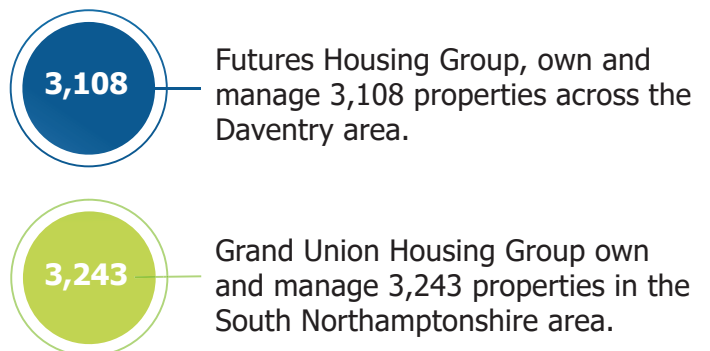 3,108
Futures Housing Group, own and
manage 3,108 properties across the
Daventry area.
3,243
Grand Union Housing Group own
and manage 3,243 properties in the
South Northamptonshire area.